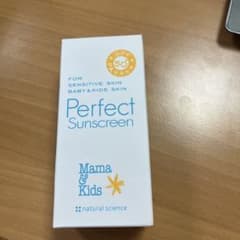 FOR
SENSITIVE SKIN
BABY & KIDS SKIN
Perfect
Sunscreen
Mama
&
Kids
natural science